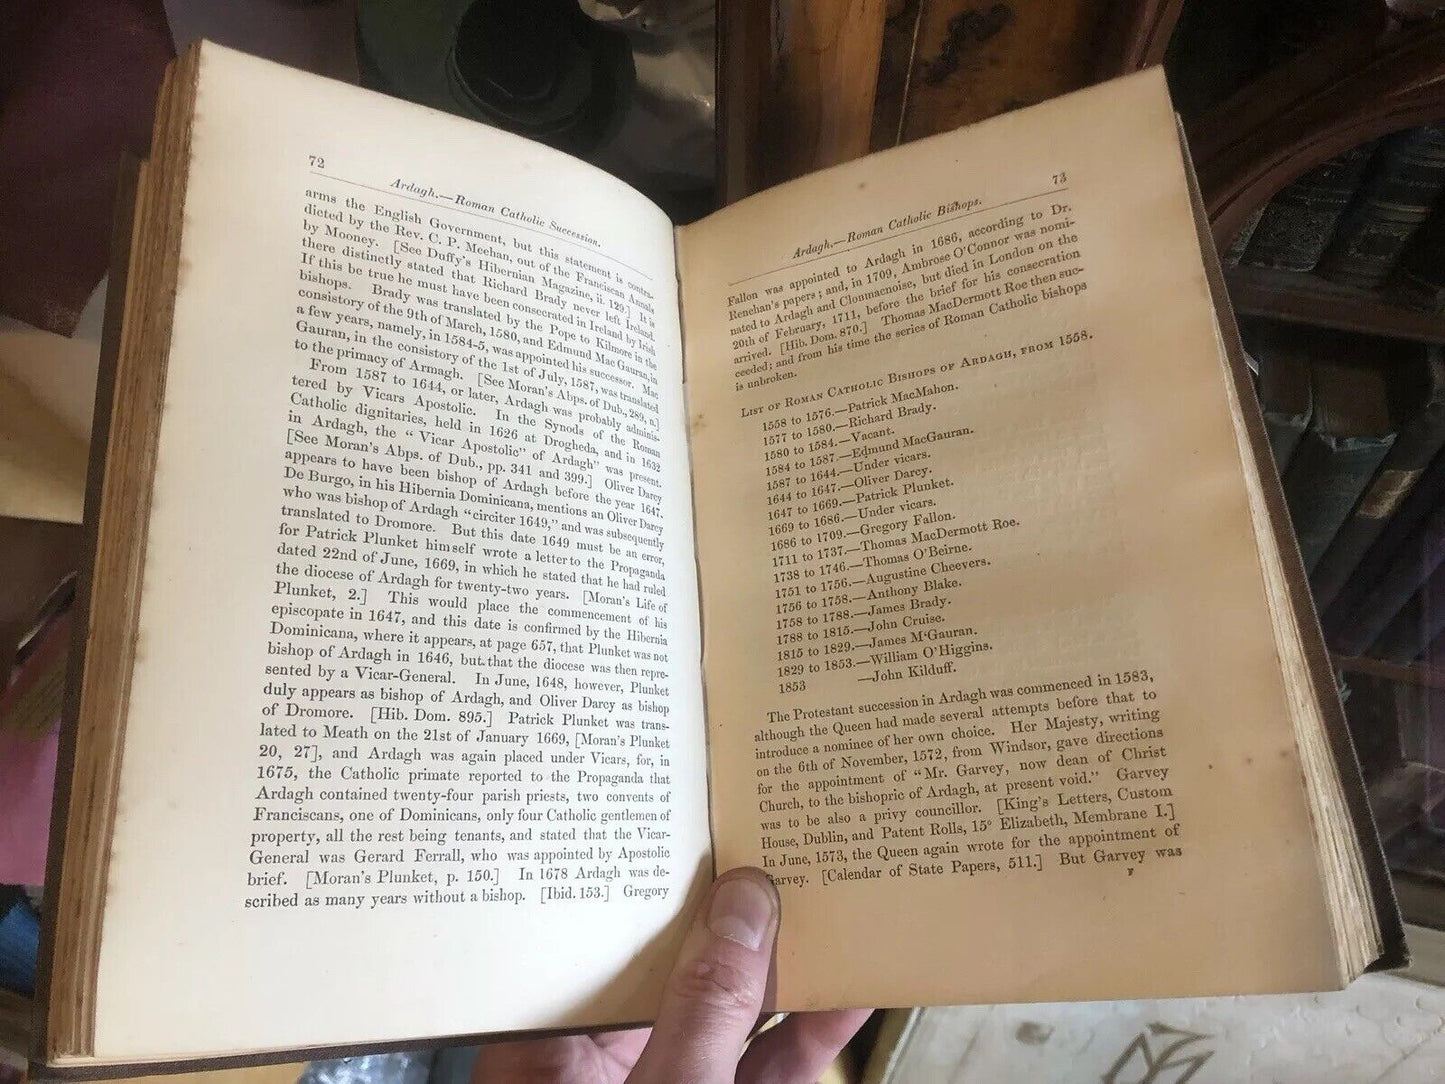 72
Ardagh.—Roman Catholic Succession.
arms the English Government, but this statement is contra-
dicted by the Rev. C. P. Meehan, out of the Franciscan Annals
by Mooney. [See Duffy's Hibernian Magazine, ii. 129.] It is
there distinctly stated that Richard Brady never left Ireland.
If this be true he must have been consecrated in Ireland by Irish
bishops. Brady was translated by the Pope to Kilmore in the
consistory of the 9th of March, 1580, and Edmund Mac Gauran, in
a few years, namely, in 1584-5, was appointed his successor. Mac
Gauran, in the consistory of the 1st of July, 1587, was translated
to the primacy of Armagh. [See Moran's Abps. of Dub., 289, n.]
From 1587 to 1644, or later, Ardagh was probably adminis-
tered by Vicars Apostolic. In the Synods of the Roman
Catholic dignitaries, held in 1626 at Drogheda, and in 1632
in Ardagh, the "Vicar Apostolic" of Ardagh" was present.
[See Moran's Abps. of Dub., pp. 341 and 399.] Oliver Darcy
appears to have been bishop of Ardagh before the year 1647.
De Burgo, in his Hibernia Dominicana, mentions an Oliver Darcy
who was bishop of Ardagh "circiter 1649," and was subsequently
translated to Dromore. But this date 1649 must be an error,
for Patrick Plunket himself wrote a letter to the Propaganda
dated 22nd of June, 1669, in which he stated that he had ruled
the diocese of Ardagh for twenty-two years. [Moran's Life of
Plunket, 2.] This would place the commencement of his
episcopate in 1647, and this date is confirmed by the Hibernia
Dominicana, where it appears, at page 657, that Plunket was not
bishop of Ardagh in 1646, but that the diocese was then repre-
sented by a Vicar-General. In June, 1648, however, Plunket
duly appears as bishop of Ardagh, and Oliver Darcy as bishop
of Dromore. [Hib. Dom. 895.] Patrick Plunket was trans-
lated to Meath on the 21st of January 1669, [Moran's Plunket
20, 27], and Ardagh was again placed under Vicars, for, in
1675, the Catholic primate reported to the Propaganda that
Ardagh contained twenty-four parish priests, two convents of
Franciscans, one of Dominicans, only four Catholic gentlemen of
property, all the rest being tenants, and stated that the Vicar-
General was Gerard Ferrall, who was appointed by Apostolic
brief. [Moran's Plunket, p. 150.] In 1678 Ardagh was de-
scribed as many years without a bishop. [Ibid. 153.] Gregory
73
Ardagh.—Roman Catholic Bishops.
Fallon was appointed to Ardagh in 1686, according to Dr.
Renehan's papers; and, in 1709, Ambrose O'Connor was nomi-
nated to Ardagh and Clonmacnoise, but died in London on the
20th of February, 1711, before the brief for his consecration
arrived. [Hib. Dom. 870.] Thomas MacDermott Roe then suc-
ceeded; and from his time the series of Roman Catholic bishops
is unbroken.
LIST OF ROMAN CATHOLIC BISHOPS OF ARDAGH, FROM 1558.
1558 to 1576.—Patrick MacMahon.
1577 to 1580.—Richard Brady.
1580 to 1584.—Vacant.
1584 to 1587.—Edmund MacGauran.
1587 to 1644.—Under vicars.
1644 to 1647.—Oliver Darcy.
1647 to 1669.—Patrick Plunket.
1669 to 1686.—Under vicars.
1686 to 1709.—Gregory Fallon.
1711 to 1737.—Thomas MacDermott Roe.
1738 to 1746.—Thomas O'Beirne.
1751 to 1756.—Augustine Cheevers.
1756 to 1758.—Anthony Blake.
1758 to 1788.—James Brady.
1788 to 1815.—John Cruise.
1815 to 1829.—James M'Gauran.
1829 to 1853.—William O'Higgins.
1853 —John Kilduff.
The Protestant succession in Ardagh was commenced in 1583,
although the Queen had made several attempts before that to
introduce a nominee of her own choice. Her Majesty, writing
on the 6th of November, 1572, from Windsor, gave directions
for the appointment of "Mr. Garvey, now dean of Christ
Church, to the bishopric of Ardagh, at present void." Garvey
was to be also a privy councillor. [King's Letters, Custom
House, Dublin, and Patent Rolls, 15° Elizabeth, Membrane I.]
In June, 1573, the Queen again wrote for the appointment of
Garvey. [Calendar of State Papers, 511.] But Garvey was
F